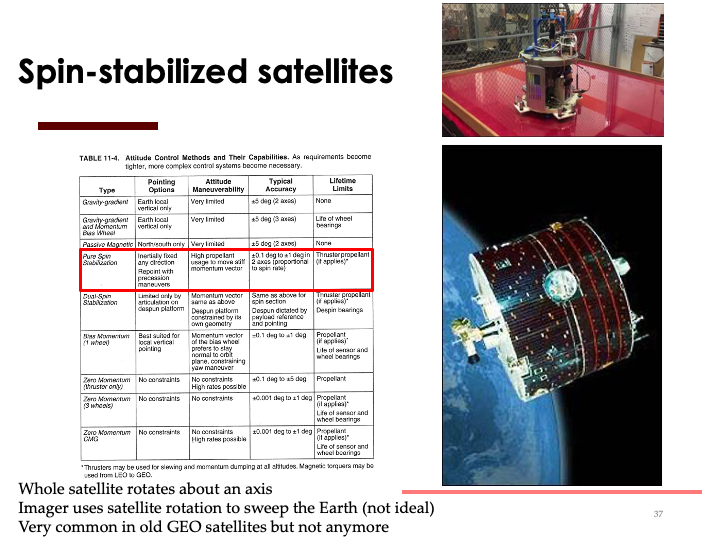 Spin-stabilized satellites
TABLE 11-4. Attitude Control Methods and Their Capabilities. As requirements become
tighter, more complex control systems become necessary.
Type
Pointing
Options
Attitude
Maneuverability
Typical
Accuracy
Lifetime
Limits
Gravity-gradient
Earth local
vertical only
Very limited
±5 deg (2 axes)
None
Gravity-gradient
and Momentum
Bias Wheel
Earth local
vertical only
Very limited
±5 deg (3 axes)
Life of wheel
bearings
Passive Magnetic
North/south only
Very limited
±5 deg (2 axes)
None
Pure Spin
Stabilization
Inertially fixed
any direction
Repoint with
precession
maneuvers
High propellant
usage to move stiff
momentum vector
±0.1 deg to ±1 deg in
2 axes (proportional
to spin rate)
Thruster propellant
(if applies)*
Dual-Spin
Stabilization
Limited only by
articulation on
despun platform
Momentum vector
same as above
Despun platform
constrained by its
own geometry
Same as above for
spin section
Despun dictated by
payload reference
and pointing
Thruster propellant
(if applies)*
Despin bearings
Bias Momentum
(1 wheel)
Best suited for
local vertical
pointing
Momentum vector
of the bias wheel
prefers to stay
normal to orbit
plane, constraining
yaw maneuver
±0.1 deg to ±1 deg
Propellant
(if applies)*
Life of sensor and
wheel bearings
Zero Momentum
(thruster only)
No constraints
No constraints
High rates possible
±0.1 deg to ±5 deg
Propellant
Zero Momentum
(3 wheels)
No constraints
No constraints
±0.001 deg to ±1 deg
Propellant
(if applies)*
Life of sensor and
wheel bearings
Zero Momentum
CMG
No constraints
No constraints
High rates possible
±0.001 deg to ±1 deg
Propellant
(if applies)*
Life of sensor and
wheel bearings
*Thrusters may be used for slewing and momentum dumping at all altitudes. Magnetic torquers may be
used from LEO to GEO.
Whole satellite rotates about an axis
Imager uses satellite rotation to sweep the Earth (not ideal)
Very common in old GEO satellites but not anymore
37